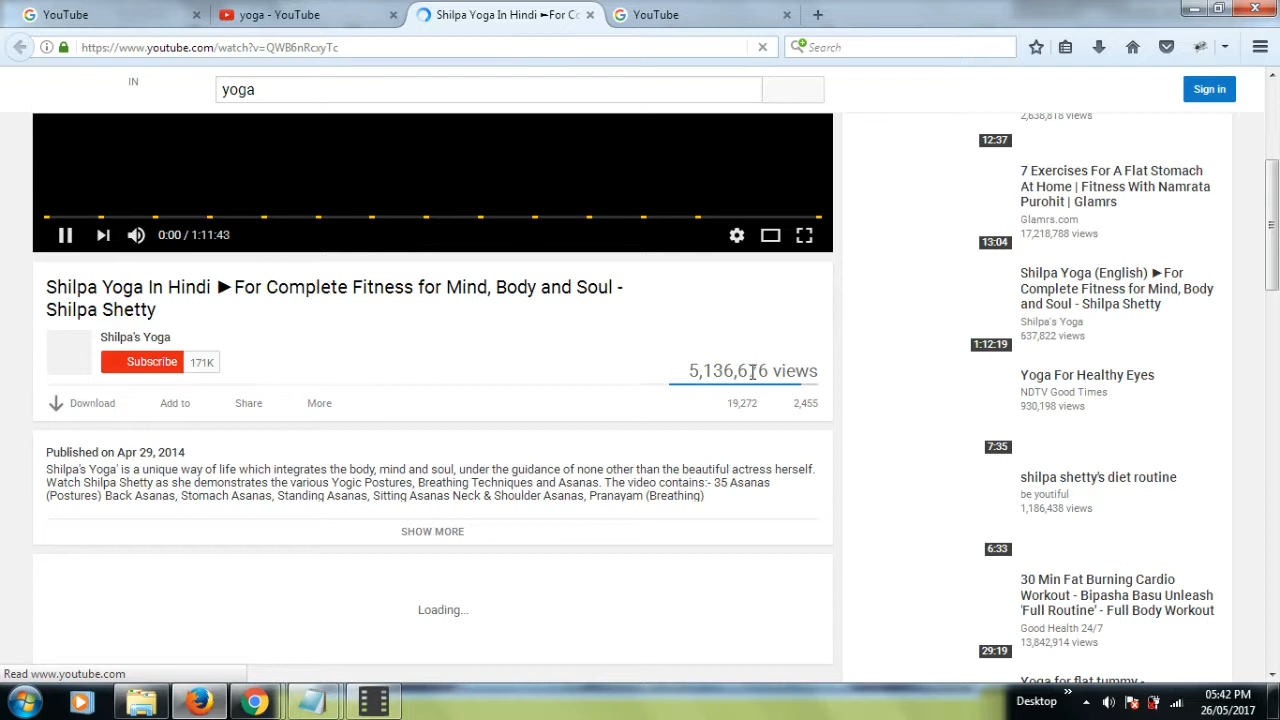 YouTube
yoga - YouTube
Shilpa Yoga In Hindi ►For Co
YouTube
https://www.youtube.com/watch?v=QWB6nRcxyTc
Search
IN
yoga
Sign in
0:00 / 1:11:43
Shilpa Yoga In Hindi ►For Complete Fitness for Mind, Body and Soul -
Shilpa Shetty
Shilpa's Yoga
Subscribe 171K
views
Download Add to Share More
19,272 2,455
Published on Apr 29, 2014
Shilpa's Yoga' is a unique way of life which integrates the body, mind and soul, under the guidance of none other than the beautiful actress herself.
Watch Shilpa Shetty as she demonstrates the various Yogic Postures, Breathing Techniques and Asanas. The video contains:- 35 Asanas
(Postures) Back Asanas, Stomach Asanas, Standing Asanas, Sitting Asanas Neck & Shoulder Asanas, Pranayam (Breathing)
SHOW MORE
Loading...
2,638,818 views
12:37
7 Exercises For A Flat Stomach
At Home | Fitness With Namrata
Purohit | Glamrs
Glamrs.com
17,218,788 views
13:04
Shilpa Yoga (English) ►For
Complete Fitness for Mind, Body
and Soul - Shilpa Shetty
Shilpa's Yoga
637,822 views
1:12:19
Yoga For Healthy Eyes
NDTV Good Times
930,198 views
7:35
shilpa shetty's diet routine
be youtiful
1,186,438 views
6:33
30 Min Fat Burning Cardio
Workout - Bipasha Basu Unleash
'Full Routine' - Full Body Workout
Good Health 24/7
13,842,914 views
29:19
Yoga for flat tummy -
Read www.youtube.com
Desktop
05:42 PM
26/05/2017